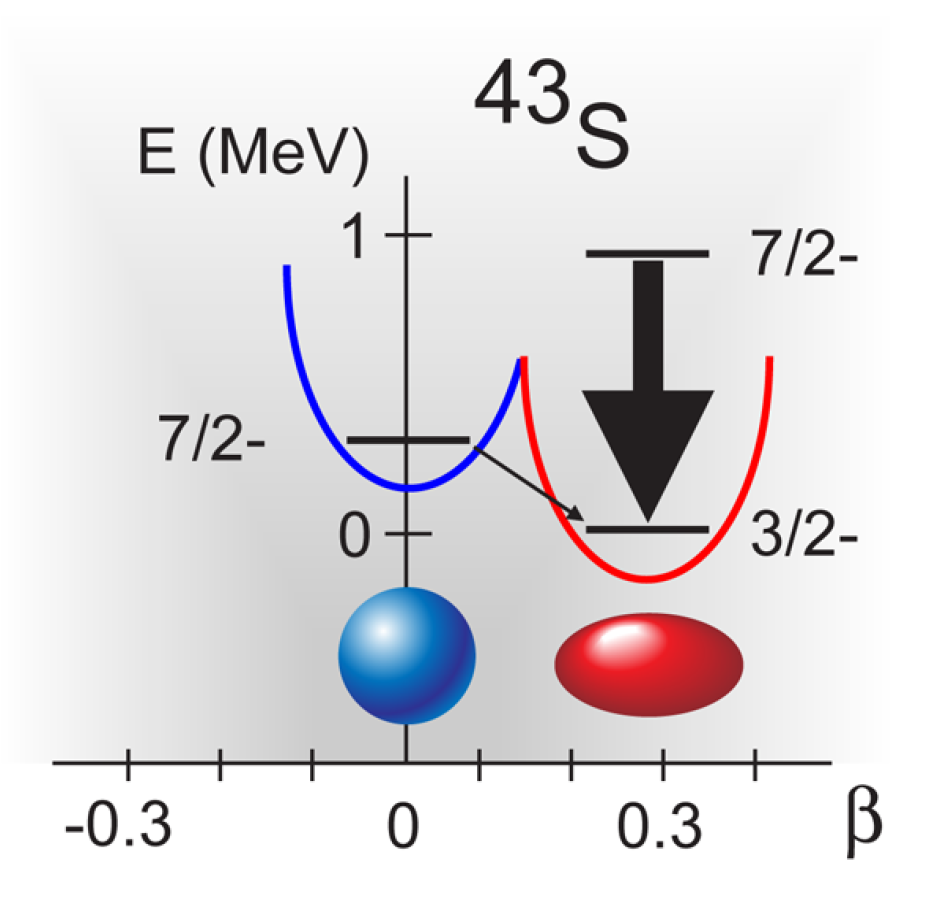 43S
E (MeV)
1
7/2-
7/2-
0
3/2-
-0.3 0 0.3 β